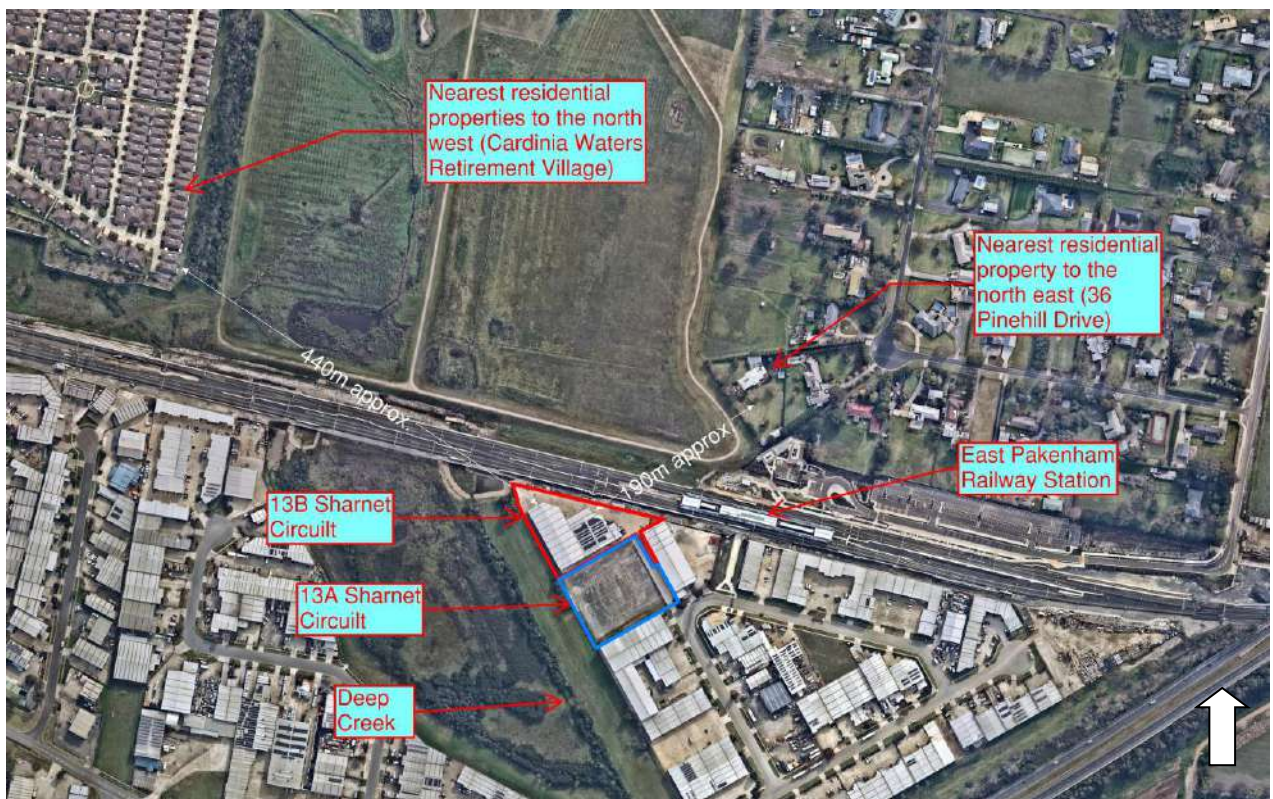 Nearest residential
properties to the north
west (Cardinia Waters
Retirement Village)
Nearest residential
property to the
north east (36
Pinehill Drive)
440m approx.
190m approx
East Pakenham
Railway Station
13B Sharnet
Circuilt
13A Sharnet
Circuilt
Deep
Creek